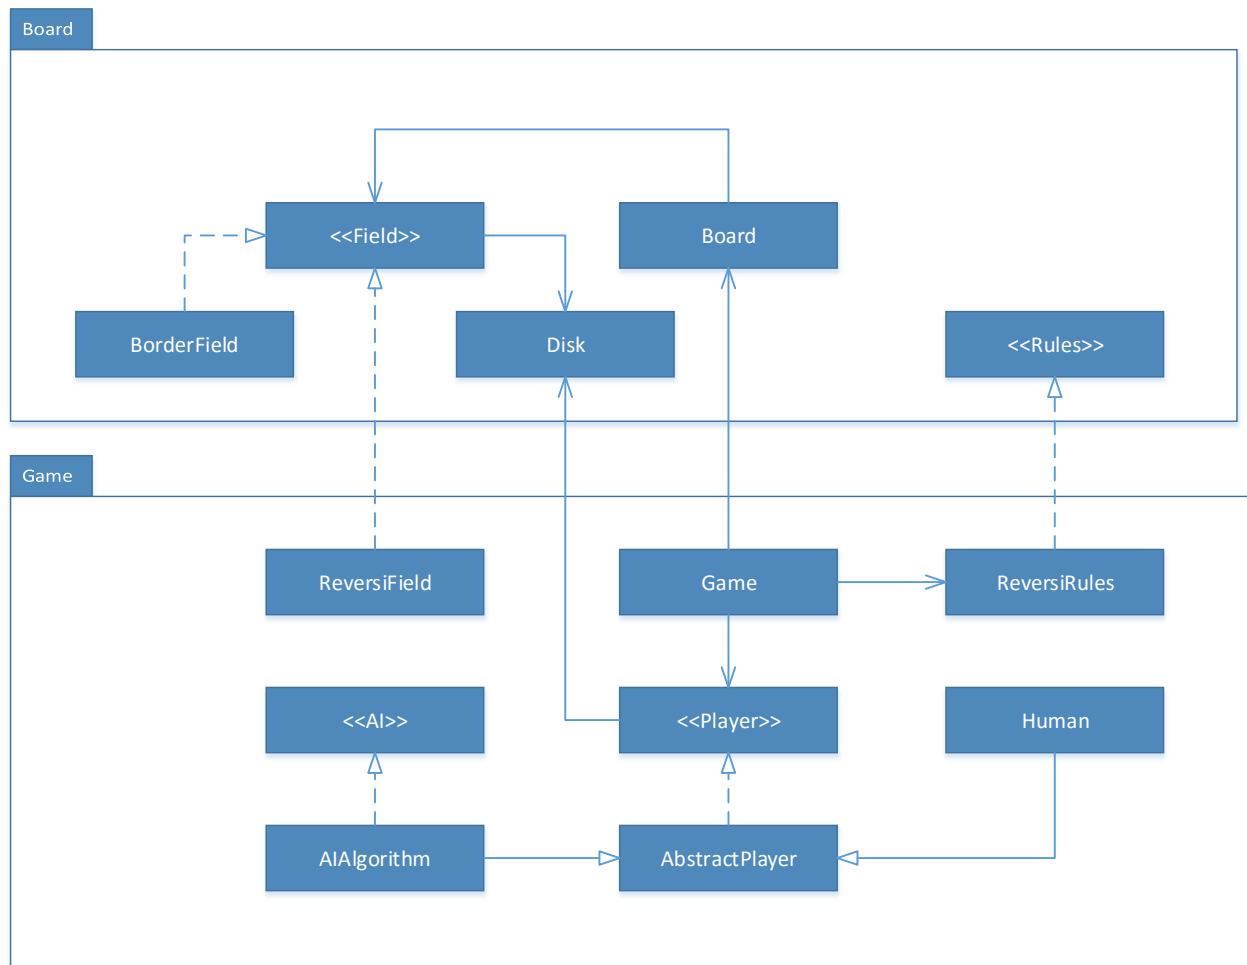 Board
<<Field>>
Board
BorderField
Disk
<<Rules>>
Game
ReversiField
Game
ReversiRules
<<AI>>
<<Player>>
Human
AIAlgorithm
AbstractPlayer